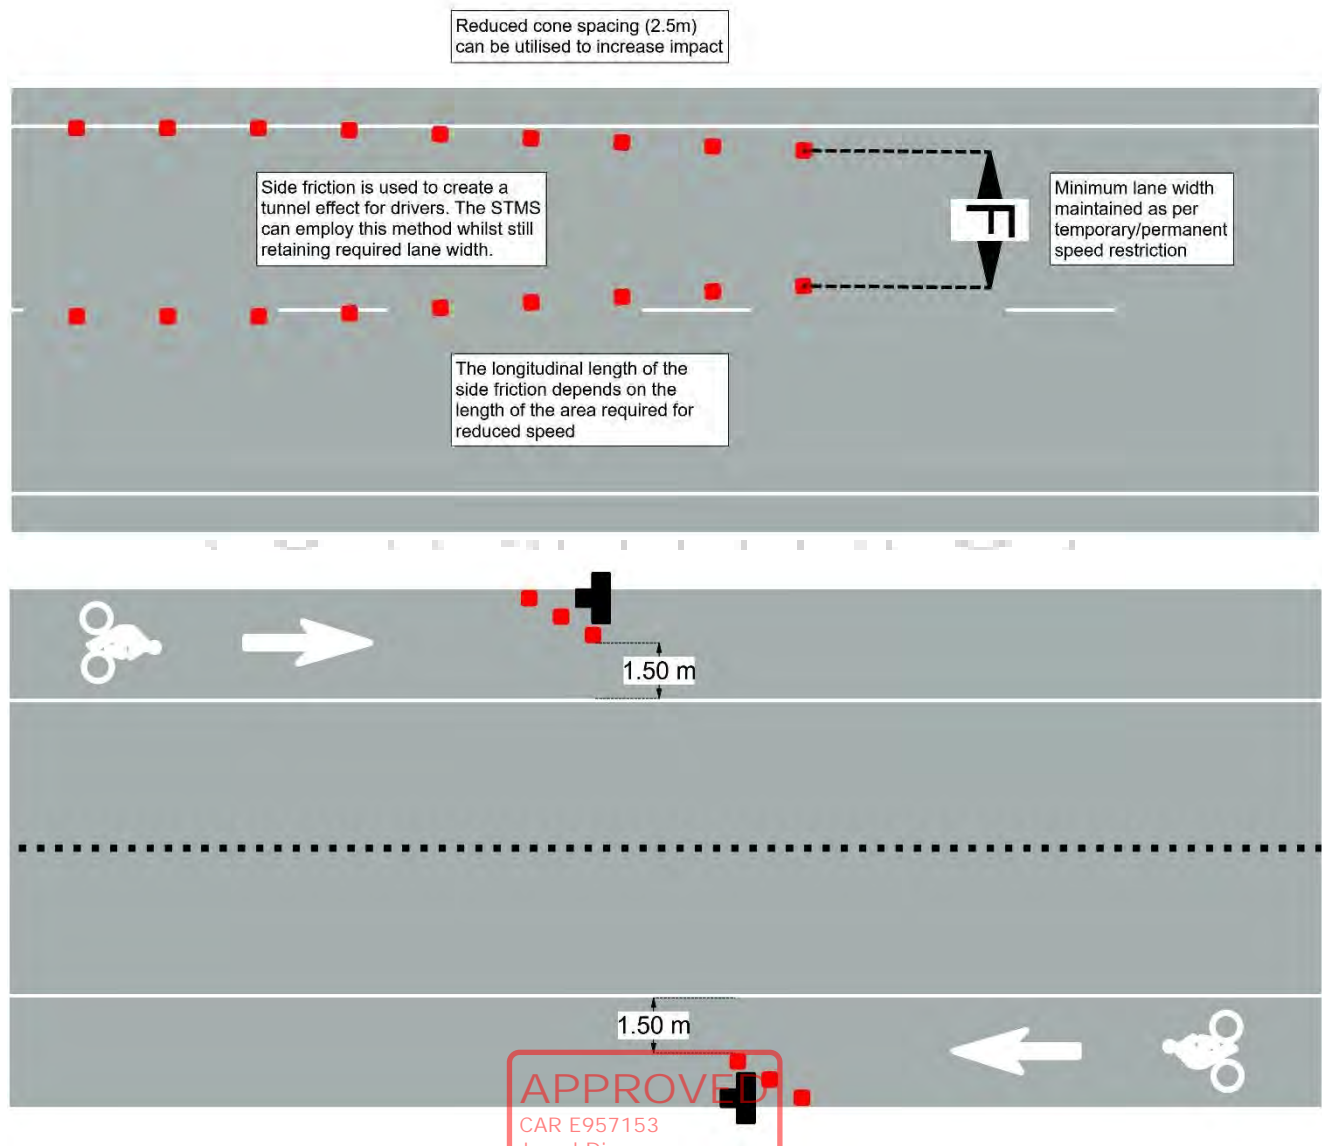 Reduced cone spacing (2.5m)
can be utilised to increase impact
Side friction is used to create a
tunnel effect for drivers. The STMS
can employ this method whilst still
retaining required lane width.
F
Minimum lane width
maintained as per
temporary/permanent
speed restriction
The longitudinal length of the
side friction depends on the
length of the area required for
reduced speed
1.50 m
1.50 m
APPROVED
CAR E957153